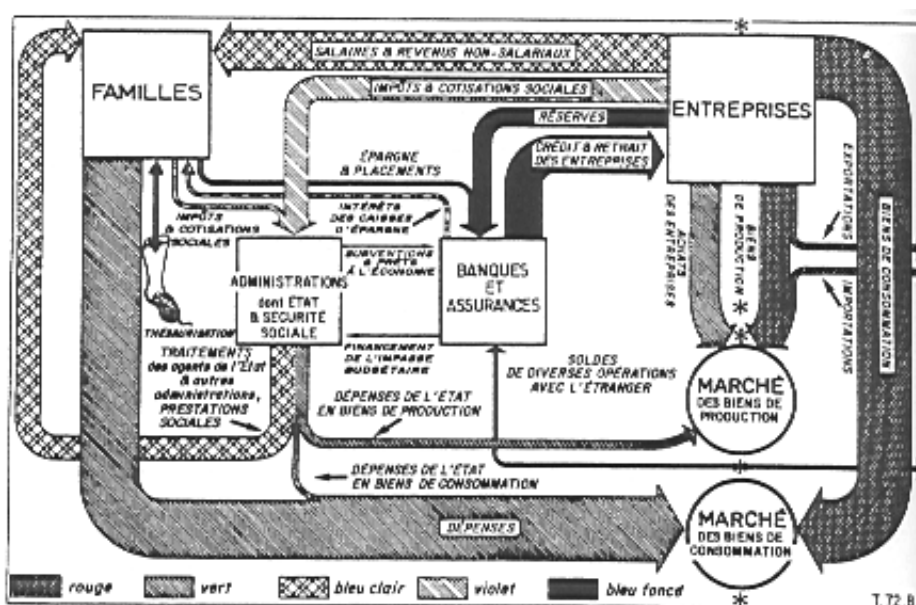 *
SALAIRES & REVENUS NON-SALARIAUX
FAMILLES
ENTREPRISES
IMPÔTS & COTISATIONS SOCIALES
RÉSERVES
CRÉDIT & RETRAIT
DES ENTREPRISES
ÉPARGNE
& PLACEMENTS
INTÉRÊTS
DES CAISSES
D'ÉPARGNE
IMPÔTS
& COTISATIONS
SOCIALES
THÉSAURISATION
ADMINISTRATIONS
dont ÉTAT
& SÉCURITÉ
SOCIALE
SUBVENTIONS
& PRÊTS
À L'ÉCONOMIE
BANQUES
ET
ASSURANCES
FINANCEMENT
DE L'IMPASSE
BUDGÉTAIRE
ACHATS
DES ENTREPRISES
BIENS
DE PRODUCTION
*
EXPORTATIONS
IMPORTATIONS
BIENS DE CONSOMMATION
TRAITEMENTS
des agents de l'État
& autres
administrations,
PRESTATIONS
SOCIALES
SOLDES
DE DIVERSES OPÉRATIONS
AVEC L'ÉTRANGER
MARCHÉ
DES BIENS DE
PRODUCTION
DÉPENSES DE L'ÉTAT
EN BIENS DE PRODUCTION
*
DÉPENSES DE L'ÉTAT
EN BIENS DE CONSOMMATION
MARCHÉ
DES BIENS DE
CONSOMMATION
DÉPENSES
rouge
vert
bleu clair
violet
bleu foncé
*
T.72.B